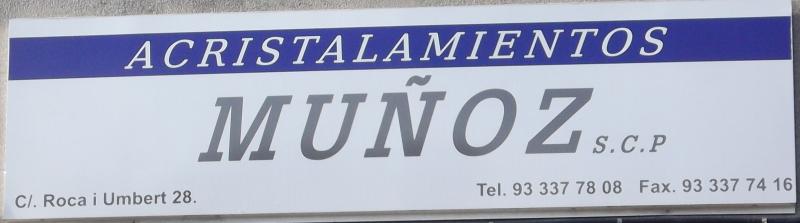 ACRISTALAMIENTOS
MUÑOZ S.C.P
C/. Roca i Umbert 28. Tel. 93 337 78 08 Fax. 93 337 74 16